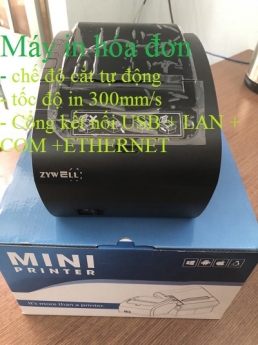 Máy in hóa đơn
- chế độ cắt tự động
- tốc độ in 300mm/s
- Cổng kết nối USB + LAN +
COM +ETHERNET
ZYWELL
MINI
PRINTER
It's more than a printer